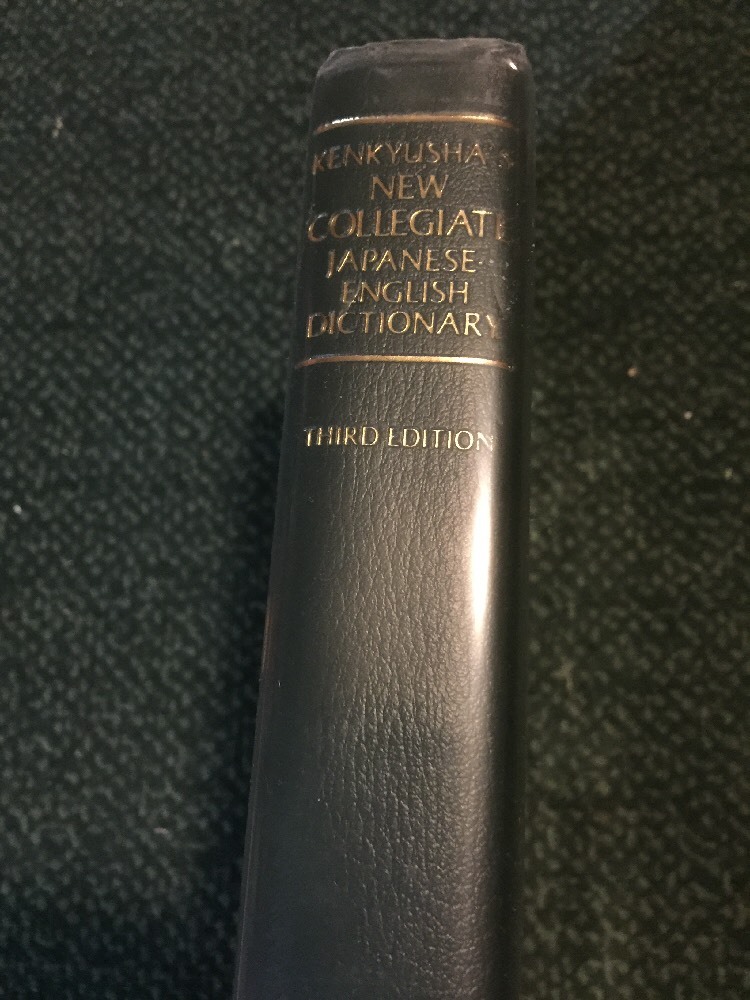 KENKYUSHA'S
NEW
COLLEGIATE
JAPANESE-
ENGLISH
DICTIONARY
THIRD EDITION